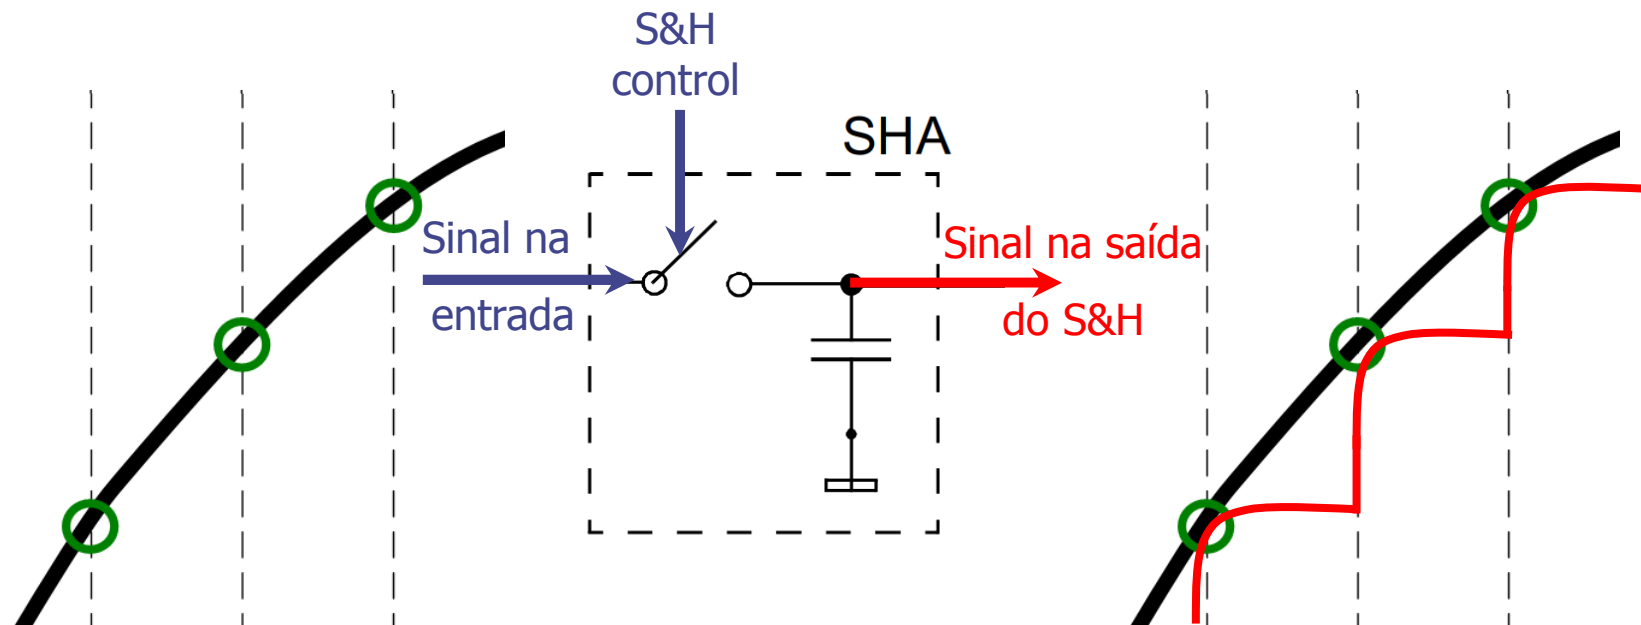 S&H
control
SHA
Sinal na
entrada
Sinal na saída
do S&H